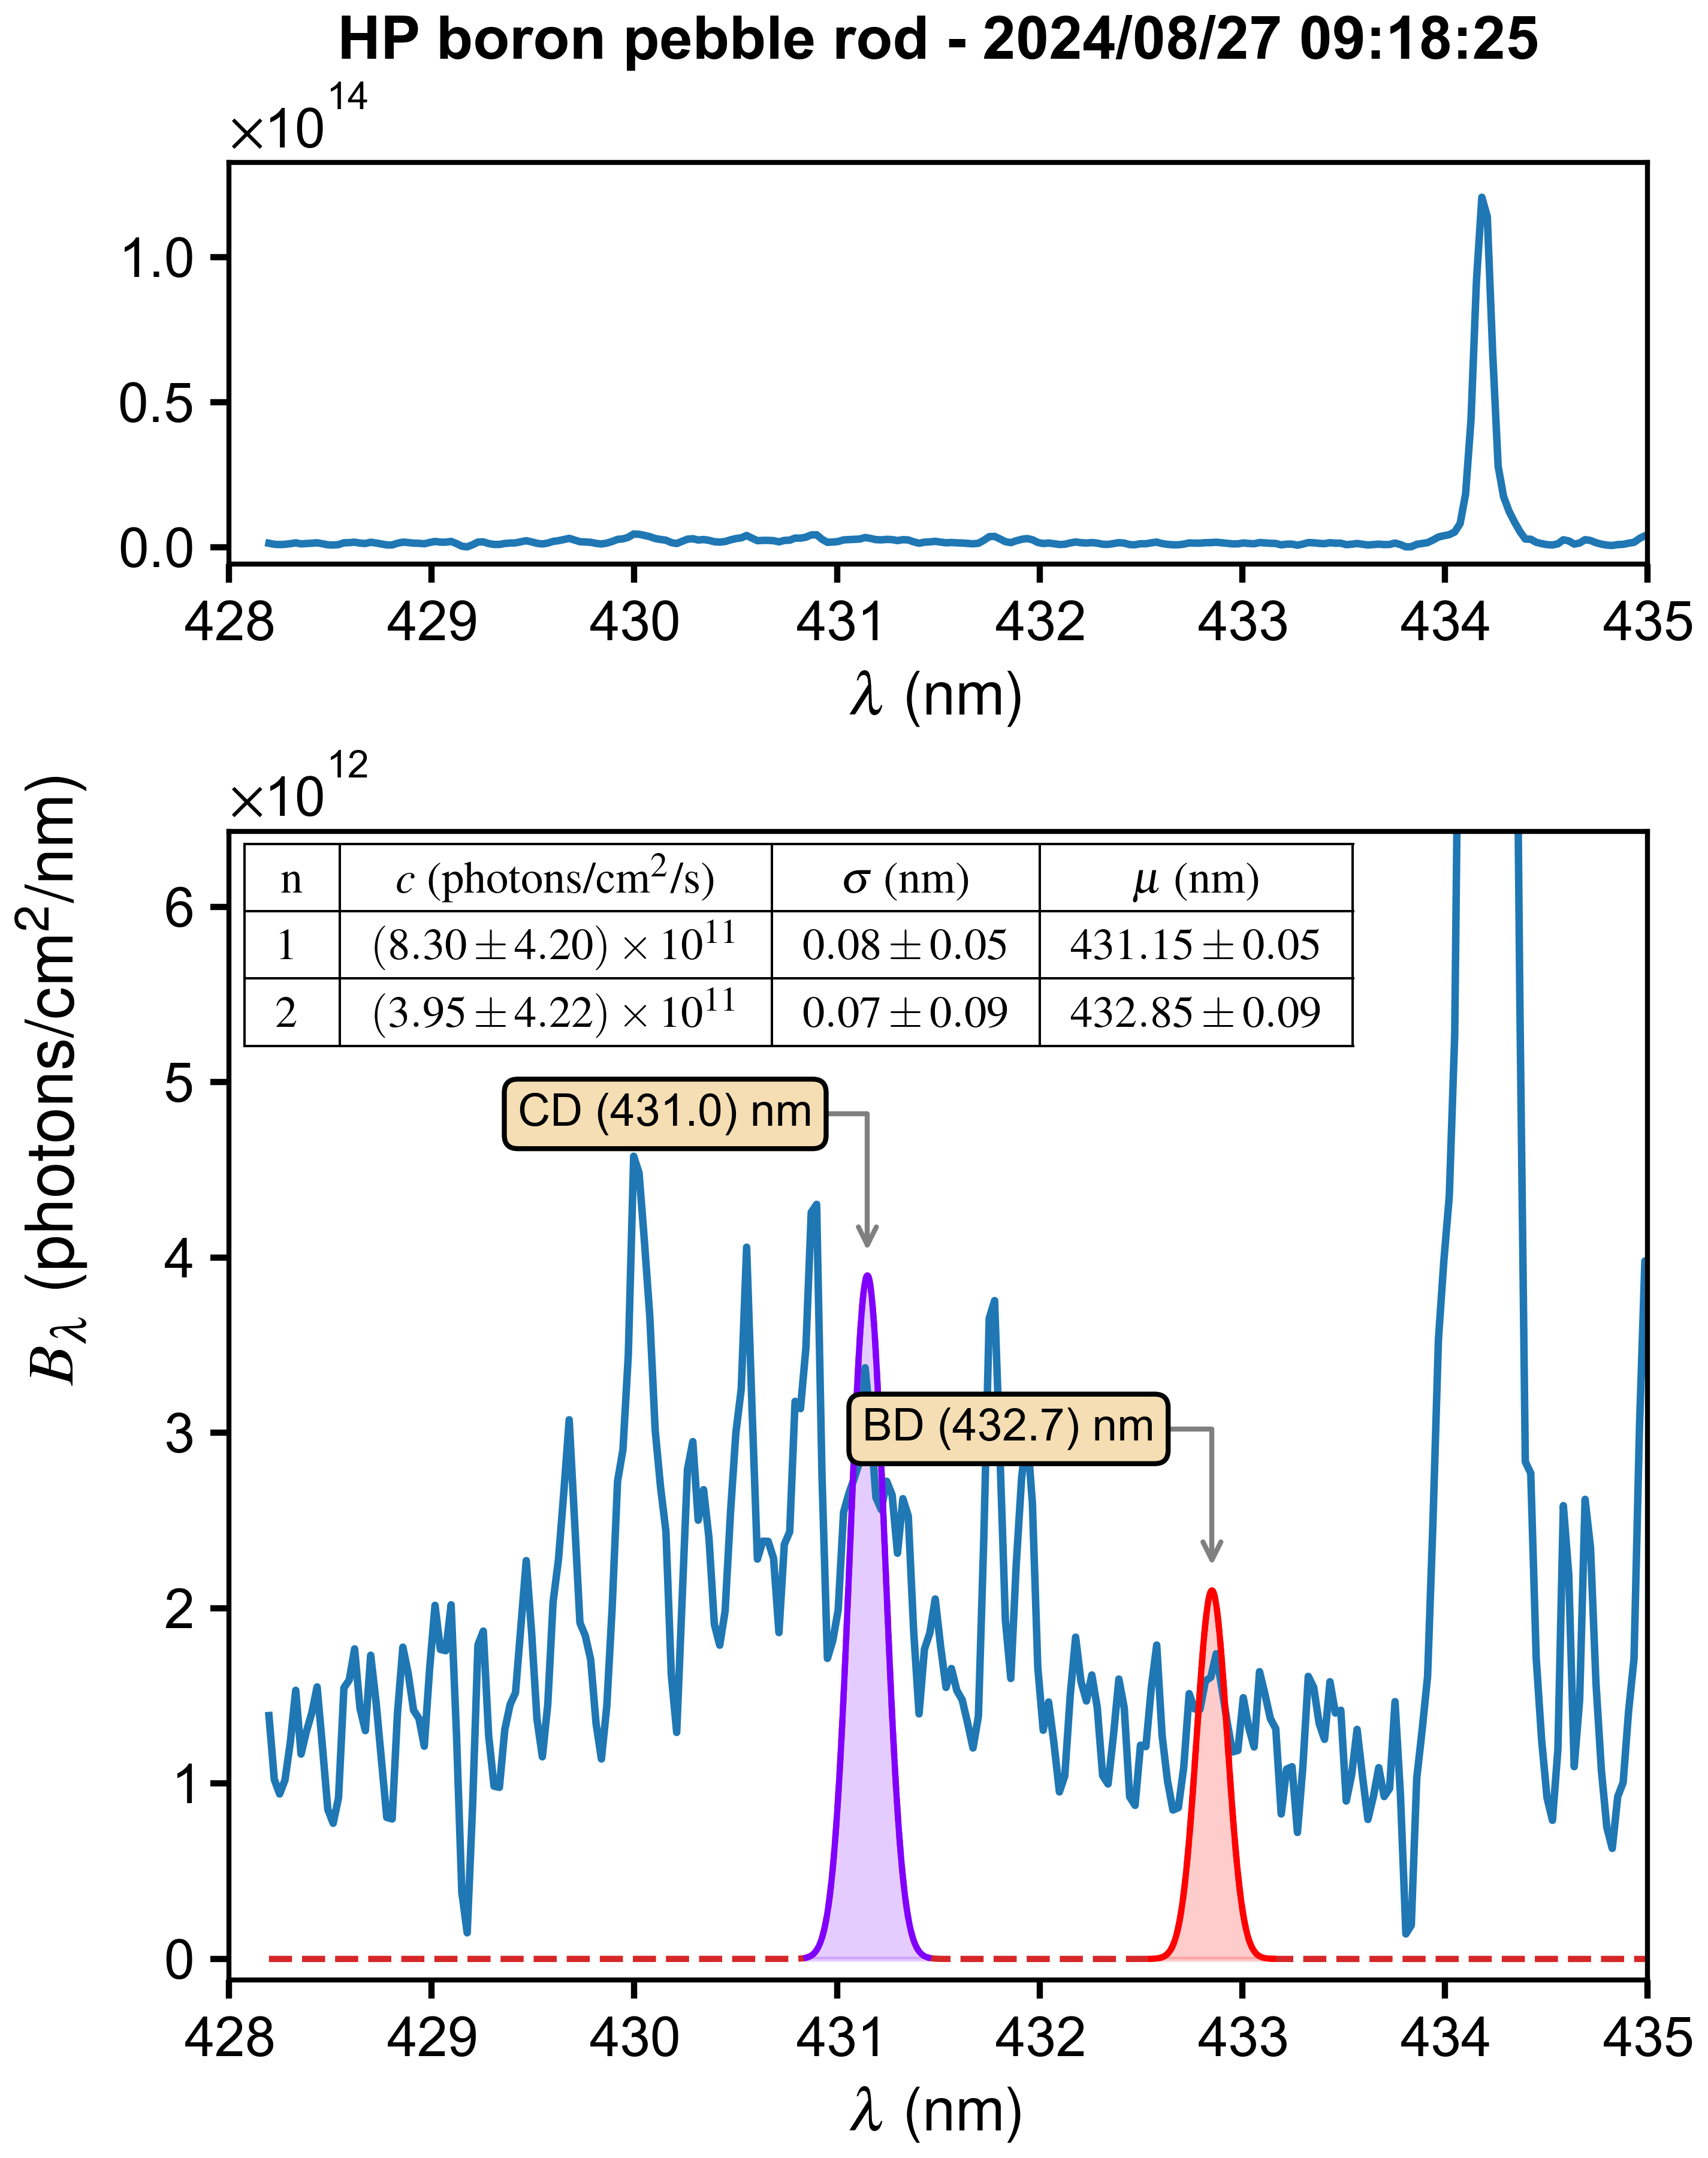 HP boron pebble rod - 2024/08/27 09:18:25
×10^14
1.0
0.5
0.0
428 429 430 431 432 433 434 435
λ (nm)
B_λ (photons/cm²/nm)
×10^12
6
5
4
3
2
1
0
n c (photons/cm²/s) σ (nm) μ (nm)
1 (8.30 ± 4.20) × 10^11 0.08 ± 0.05 431.15 ± 0.05
2 (3.95 ± 4.22) × 10^11 0.07 ± 0.09 432.85 ± 0.09
CD (431.0) nm
BD (432.7) nm
428 429 430 431 432 433 434 435
λ (nm)